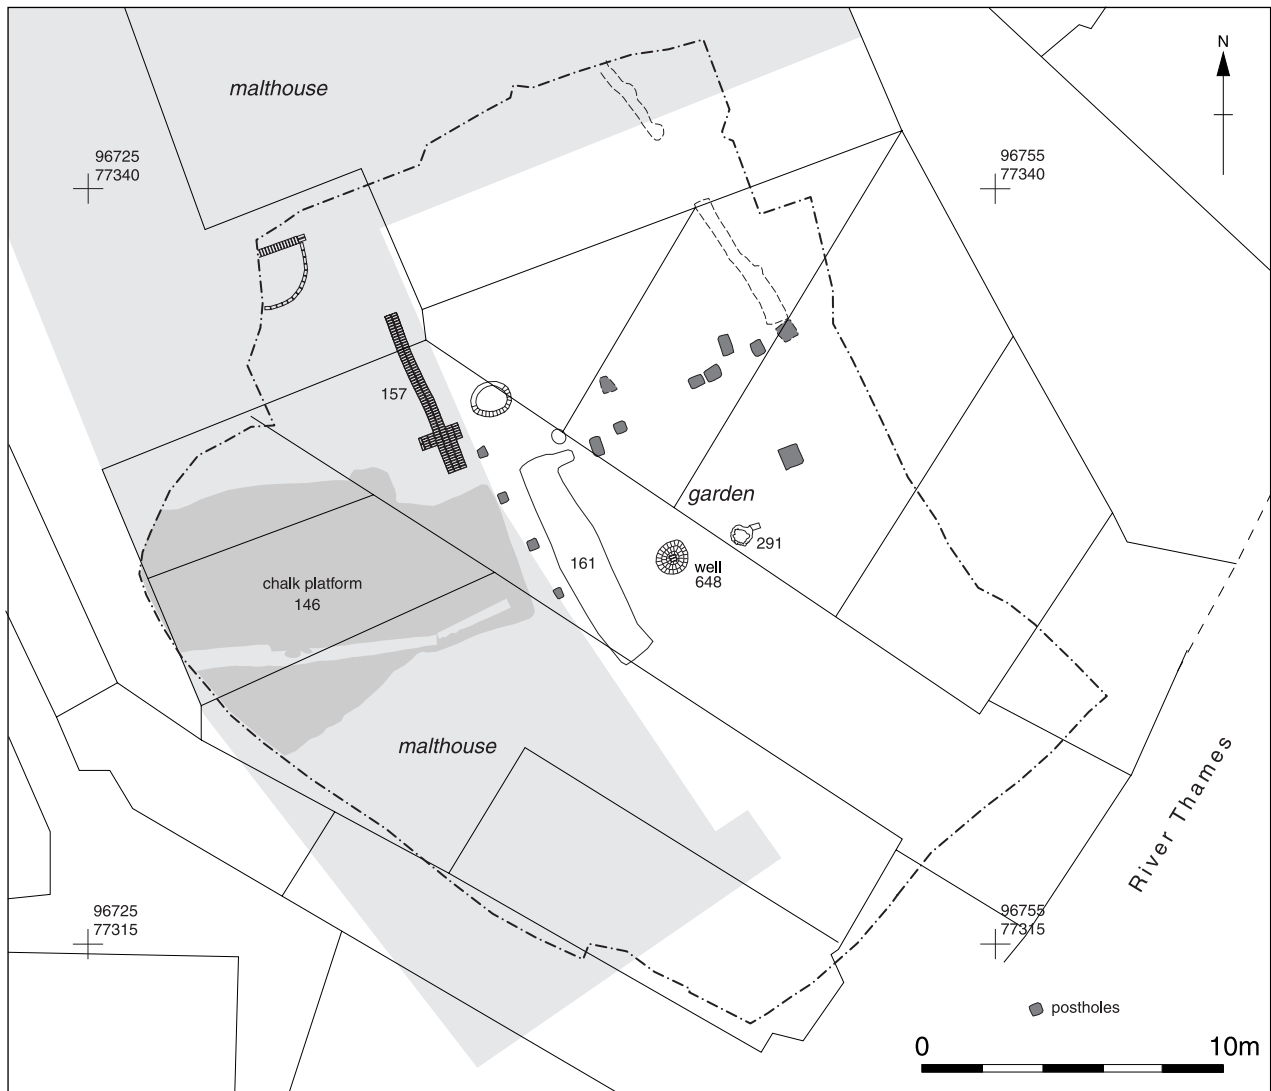 malthouse
N
96725
77340
96755
77340
157
garden
291
well
648
161
chalk platform
146
malthouse
River Thames
96725
77315
96755
77315
postholes
0 10m